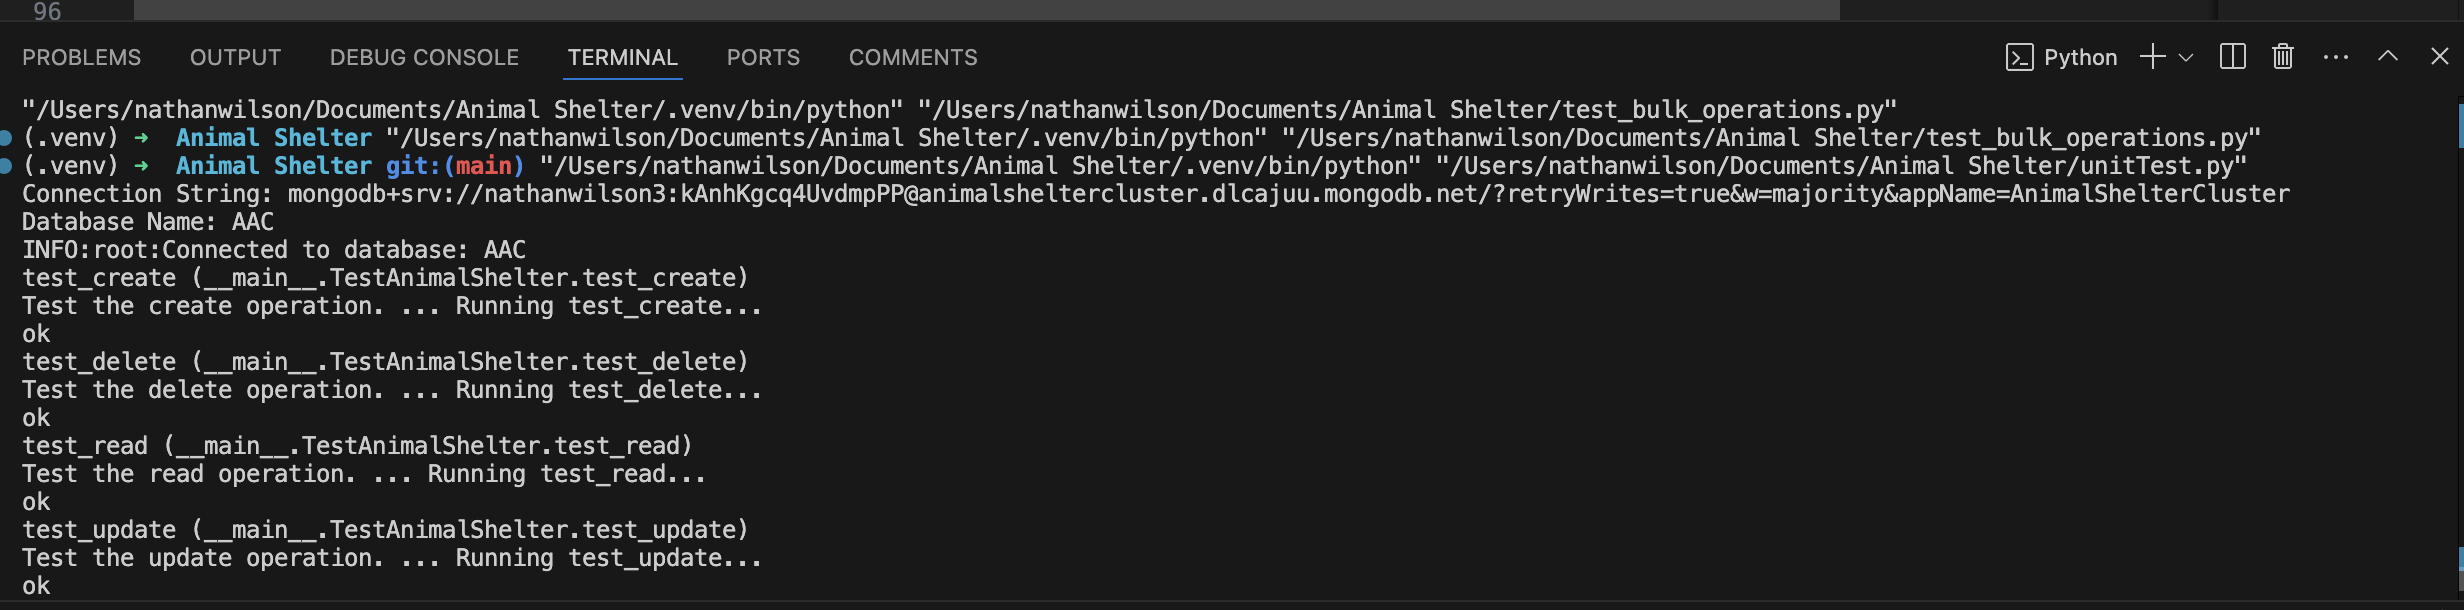 96
PROBLEMS OUTPUT DEBUG CONSOLE TERMINAL PORTS COMMENTS Python
"/Users/nathanwilson/Documents/Animal Shelter/.venv/bin/python" "/Users/nathanwilson/Documents/Animal Shelter/test_bulk_operations.py"
(.venv) ➜ Animal Shelter "/Users/nathanwilson/Documents/Animal Shelter/.venv/bin/python" "/Users/nathanwilson/Documents/Animal Shelter/test_bulk_operations.py"
(.venv) ➜ Animal Shelter git:(main) "/Users/nathanwilson/Documents/Animal Shelter/.venv/bin/python" "/Users/nathanwilson/Documents/Animal Shelter/unitTest.py"
Connection String: mongodb+srv://nathanwilson3:kAnhKgcq4UvdmpPP@animalsheltercluster.dlcajuu.mongodb.net/?retryWrites=true&w=majority&appName=AnimalShelterCluster
Database Name: AAC
INFO:root:Connected to database: AAC
test_create (__main__.TestAnimalShelter.test_create)
Test the create operation. ... Running test_create...
ok
test_delete (__main__.TestAnimalShelter.test_delete)
Test the delete operation. ... Running test_delete...
ok
test_read (__main__.TestAnimalShelter.test_read)
Test the read operation. ... Running test_read...
ok
test_update (__main__.TestAnimalShelter.test_update)
Test the update operation. ... Running test_update...
ok